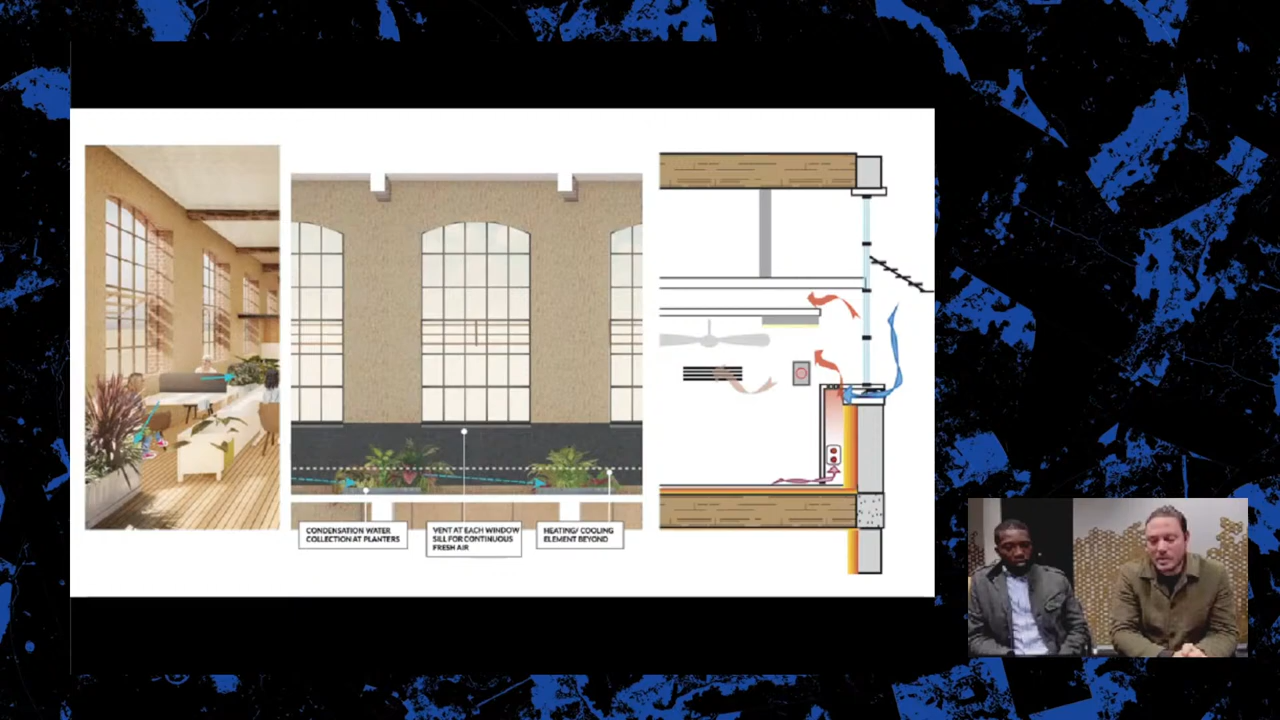 CONDENSATION WATER
COLLECTION AT PLANTERS
VENT AT EACH WINDOW
SILL FOR CONTINUOUS
FRESH AIR
HEATING/ COOLING
ELEMENT BEYOND